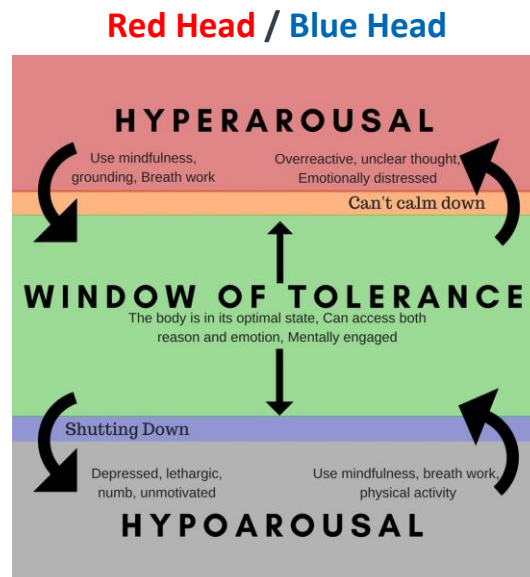 Red Head / Blue Head
HYPERAROUSAL
Use mindfulness,
grounding, Breath work
Overreactive, unclear thought,
Emotionally distressed
Can't calm down
WINDOW OF TOLERANCE
The body is in its optimal state, Can access both
reason and emotion, Mentally engaged
Shutting Down
Depressed, lethargic,
numb, unmotivated
Use mindfulness, breath work,
physical activity
HYPOAROUSAL